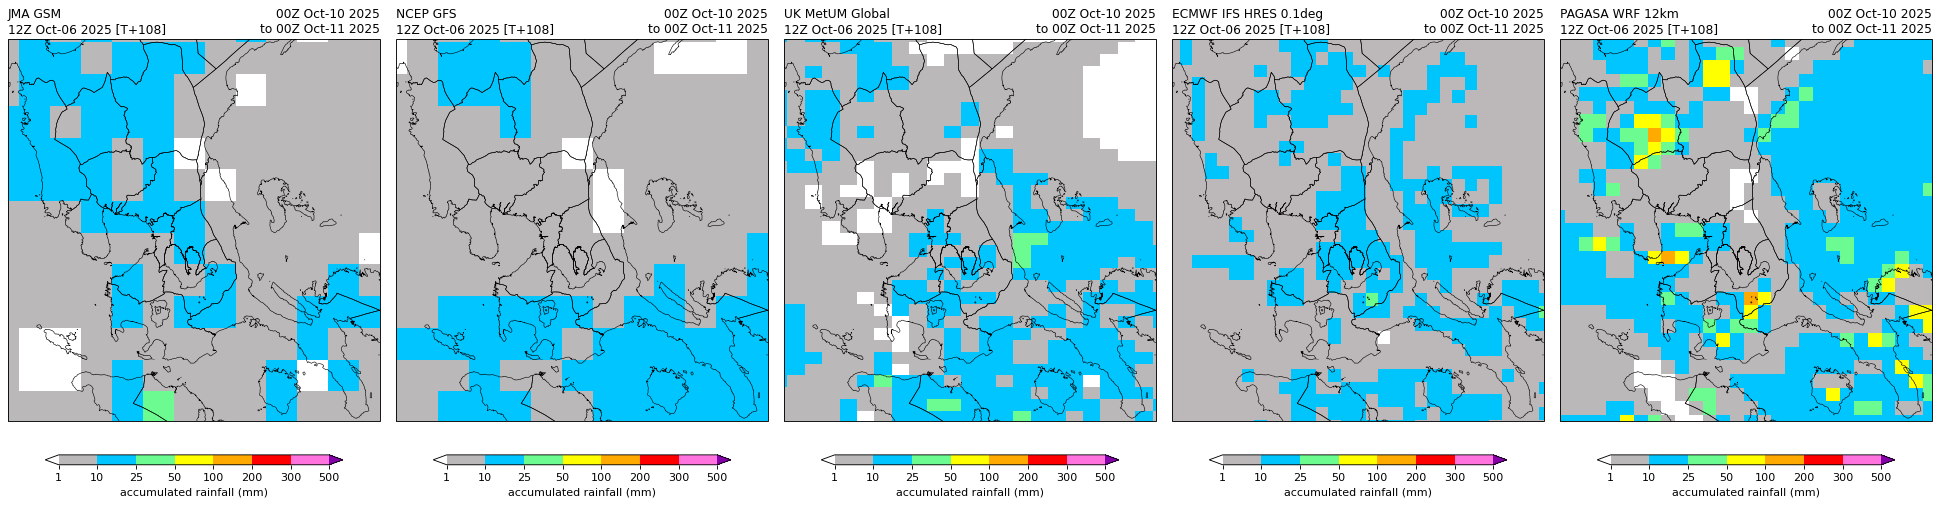 JMA GSM 00Z Oct-10 2025
12Z Oct-06 2025 [T+108] to 00Z Oct-11 2025
1 10 25 50 100 200 300 500
accumulated rainfall (mm)
NCEP GFS 00Z Oct-10 2025
12Z Oct-06 2025 [T+108] to 00Z Oct-11 2025
1 10 25 50 100 200 300 500
accumulated rainfall (mm)
UK MetUM Global 00Z Oct-10 2025
12Z Oct-06 2025 [T+108] to 00Z Oct-11 2025
1 10 25 50 100 200 300 500
accumulated rainfall (mm)
ECMWF IFS HRES 0.1deg 00Z Oct-10 2025
12Z Oct-06 2025 [T+108] to 00Z Oct-11 2025
1 10 25 50 100 200 300 500
accumulated rainfall (mm)
PAGASA WRF 12km 00Z Oct-10 2025
12Z Oct-06 2025 [T+108] to 00Z Oct-11 2025
1 10 25 50 100 200 300 500
accumulated rainfall (mm)